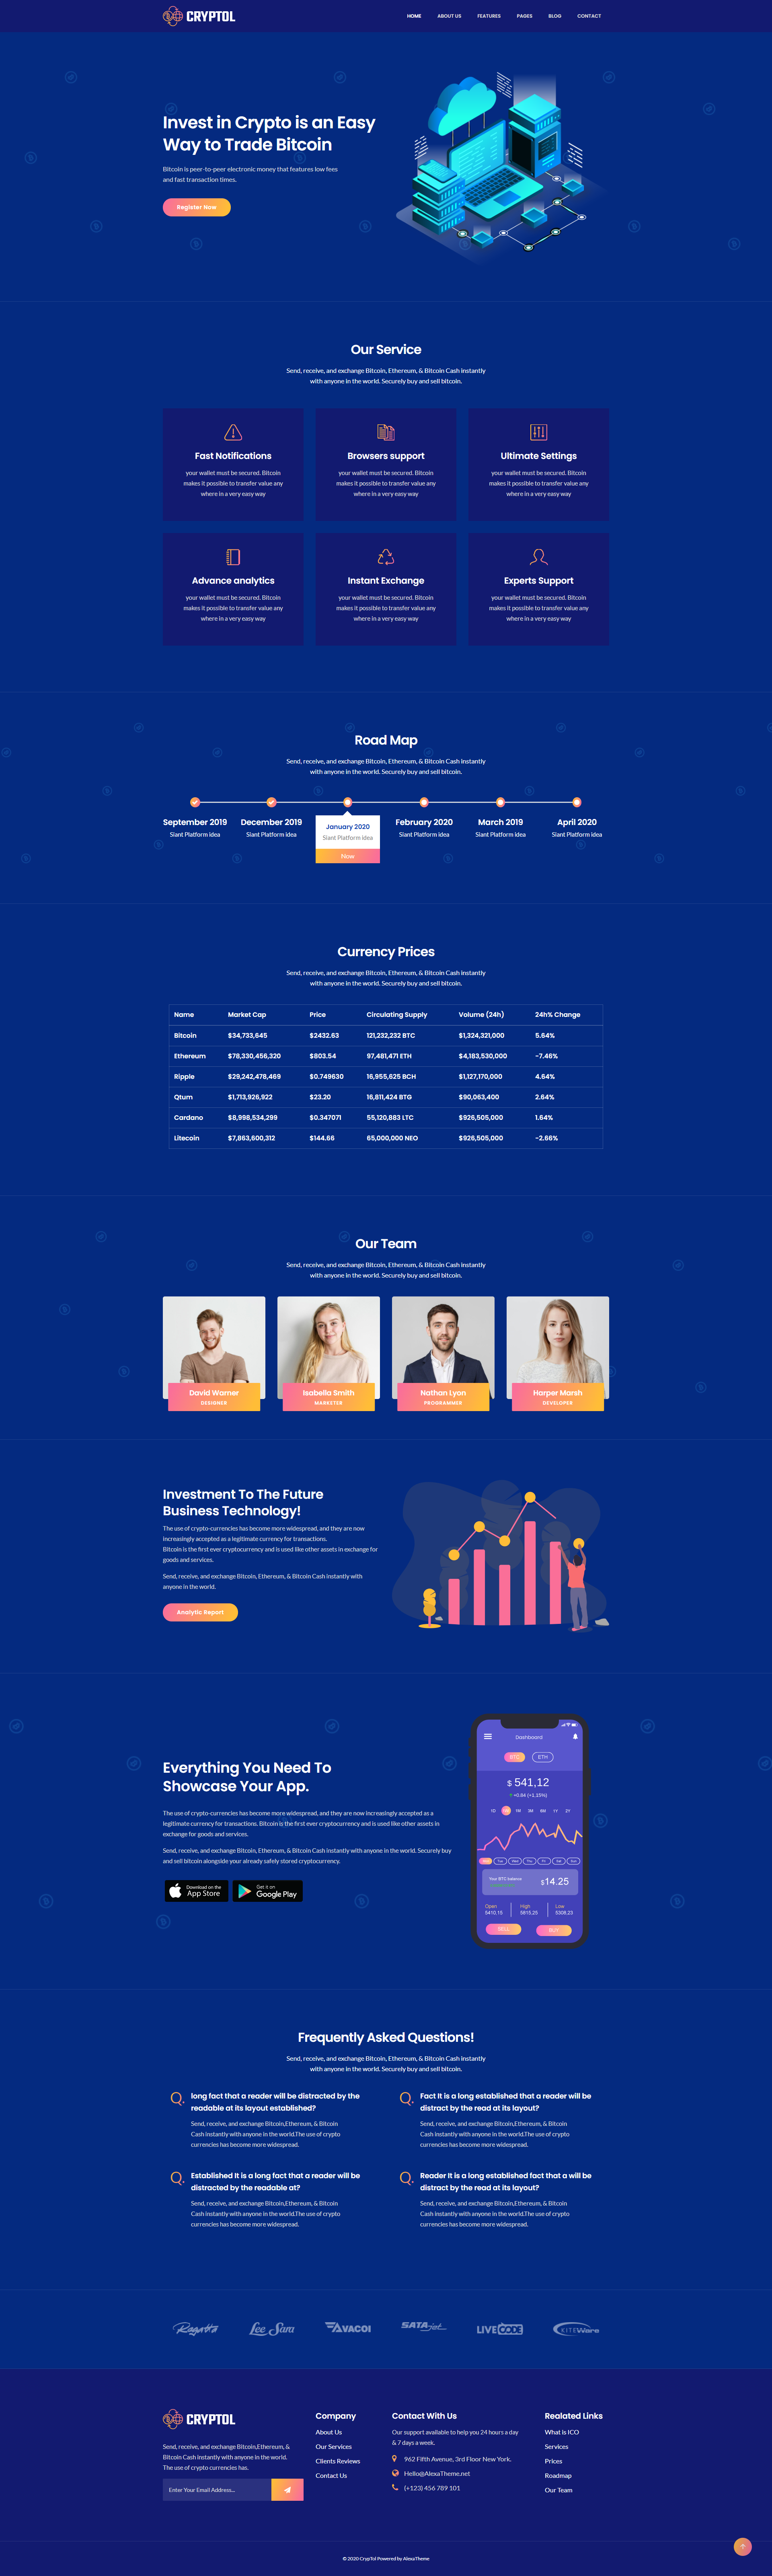 CRYPTOL
HOME ABOUT US FEATURES PAGES BLOG CONTACT
Invest in Crypto is an Easy
Way to Trade Bitcoin
Bitcoin is peer-to-peer electronic money that features low fees
and fast transaction times.
Register Now
Our Service
Send, receive, and exchange Bitcoin, Ethereum, & Bitcoin Cash instantly
with anyone in the world. Securely buy and sell bitcoin.
Fast Notifications
your wallet must be secured. Bitcoin
makes it possible to transfer value any
where in a very easy way
Browsers support
your wallet must be secured. Bitcoin
makes it possible to transfer value any
where in a very easy way
Ultimate Settings
your wallet must be secured. Bitcoin
makes it possible to transfer value any
where in a very easy way
Advance analytics
your wallet must be secured. Bitcoin
makes it possible to transfer value any
where in a very easy way
Instant Exchange
your wallet must be secured. Bitcoin
makes it possible to transfer value any
where in a very easy way
Experts Support
your wallet must be secured. Bitcoin
makes it possible to transfer value any
where in a very easy way
Road Map
Send, receive, and exchange Bitcoin, Ethereum, & Bitcoin Cash instantly
with anyone in the world. Securely buy and sell bitcoin.
September 2019
Siant Platform idea
December 2019
Siant Platform idea
January 2020
Siant Platform idea
Now
February 2020
Siant Platform idea
March 2019
Siant Platform idea
April 2020
Siant Platform idea
Currency Prices
Send, receive, and exchange Bitcoin, Ethereum, & Bitcoin Cash instantly
with anyone in the world. Securely buy and sell bitcoin.
Name Market Cap Price Circulating Supply Volume (24h) 24h% Change
Bitcoin $34,733,645 $2432.63 121,232,232 BTC $1,324,321,000 5.64%
Ethereum $78,330,456,320 $803.54 97,481,471 ETH $4,183,530,000 -7.46%
Ripple $29,242,478,469 $0.749630 16,955,625 BCH $1,127,170,000 4.64%
Qtum $1,713,926,922 $23.20 16,811,424 BTG $90,063,400 2.64%
Cardano $8,998,534,299 $0.347071 55,120,883 LTC $926,505,000 1.64%
Litecoin $7,863,600,312 $144.66 65,000,000 NEO $926,505,000 -2.66%
Our Team
Send, receive, and exchange Bitcoin, Ethereum, & Bitcoin Cash instantly
with anyone in the world. Securely buy and sell bitcoin.
David Warner
DESIGNER
Isabella Smith
MARKETER
Nathan Lyon
PROGRAMMER
Harper Marsh
DEVELOPER
Investment To The Future
Business Technology!
The use of crypto-currencies has become more widespread, and they are now
increasingly accepted as a legitimate currency for transactions.
Bitcoin is the first ever cryptocurrency and is used like other assets in exchange for
goods and services.
Send, receive, and exchange Bitcoin, Ethereum, & Bitcoin Cash instantly with
anyone in the world.
Analytic Report
Everything You Need To
Showcase Your App.
The use of crypto-currencies has become more widespread, and they are now increasingly accepted as a
legitimate currency for transactions. Bitcoin is the first ever cryptocurrency and is used like other assets in
exchange for goods and services.
Send, receive, and exchange Bitcoin, Ethereum, & Bitcoin Cash instantly with anyone in the world. Securely buy
and sell bitcoin alongside your already safely stored cryptocurrency.
Download on the
App Store
Get it on
Google Play
Dashboard
BTC ETH
$ 541,12
+0.84 (+1,15%)
1D 1W 1M 3M 6M 1Y 2Y
Tue Wed Thu Fri Sat Sun
Your BTC balance
$14.25
Open High Low
5410,15 5815,25 5308,23
SELL BUY
Frequently Asked Questions!
Send, receive, and exchange Bitcoin, Ethereum, & Bitcoin Cash instantly
with anyone in the world. Securely buy and sell bitcoin.
Q. long fact that a reader will be distracted by the
readable at its layout established?
Send, receive, and exchange Bitcoin,Ethereum, & Bitcoin
Cash instantly with anyone in the world.The use of crypto
currencies has become more widespread.
Q. Fact It is a long established that a reader will be
distract by the read at its layout?
Send, receive, and exchange Bitcoin,Ethereum, & Bitcoin
Cash instantly with anyone in the world.The use of crypto
currencies has become more widespread.
Q. Established It is a long fact that a reader will be
distracted by the readable at?
Send, receive, and exchange Bitcoin,Ethereum, & Bitcoin
Cash instantly with anyone in the world.The use of crypto
currencies has become more widespread.
Q. Reader It is a long established fact that a will be
distract by the read at its layout?
Send, receive, and exchange Bitcoin,Ethereum, & Bitcoin
Cash instantly with anyone in the world.The use of crypto
currencies has become more widespread.
Ragatta Lee Sara AVACOI SATAjet LIVECODE KITEWare
CRYPTOL
Send, receive, and exchange Bitcoin,Ethereum, &
Bitcoin Cash instantly with anyone in the world.
The use of crypto currencies has.
Enter Your Email Address...
Company
About Us
Our Services
Clients Reviews
Contact Us
Contact With Us
Our support available to help you 24 hours a day
& 7 days a week.
962 Fifth Avenue, 3rd Floor New York.
Hello@AlexaTheme.net
(+123) 456 789 101
Realated Links
What is ICO
Services
Prices
Roadmap
Our Team
© 2020 CrypTol Powered by AlexaTheme